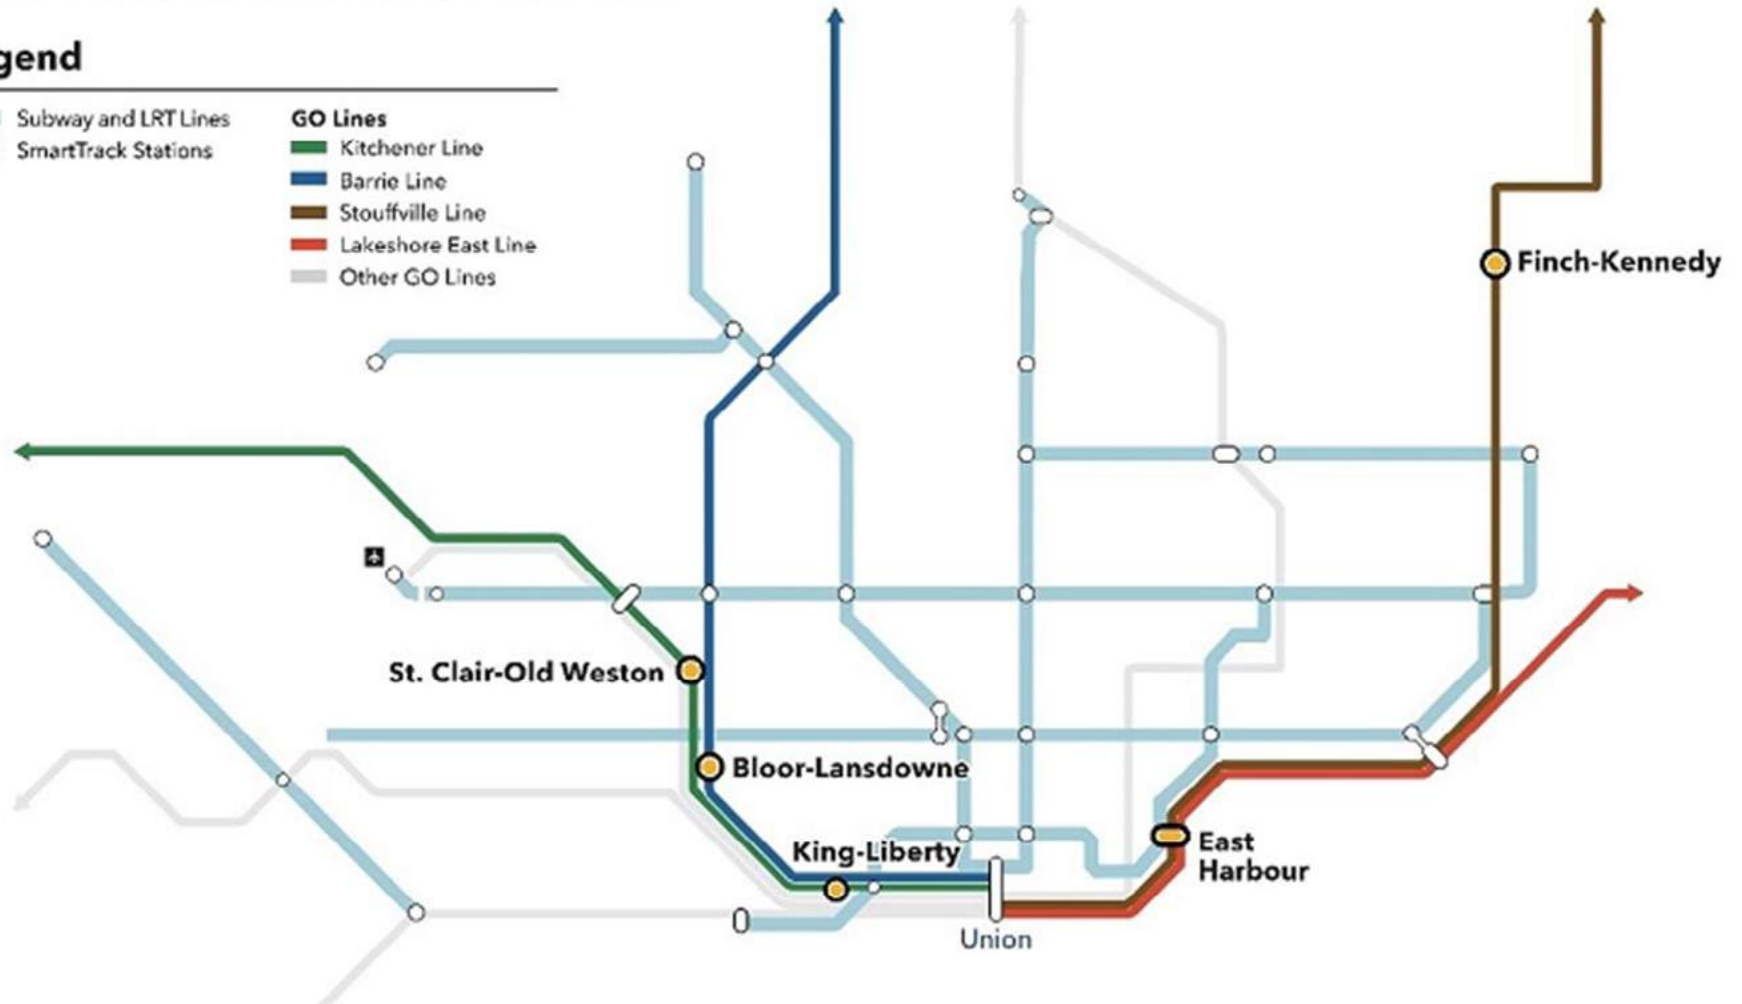 gend
Subway and LRT Lines
SmartTrack Stations
GO Lines
Kitchener Line
Barrie Line
Stouffville Line
Lakeshore East Line
Other GO Lines
Finch-Kennedy
St. Clair-Old Weston
Bloor-Lansdowne
King-Liberty
East
Harbour
Union